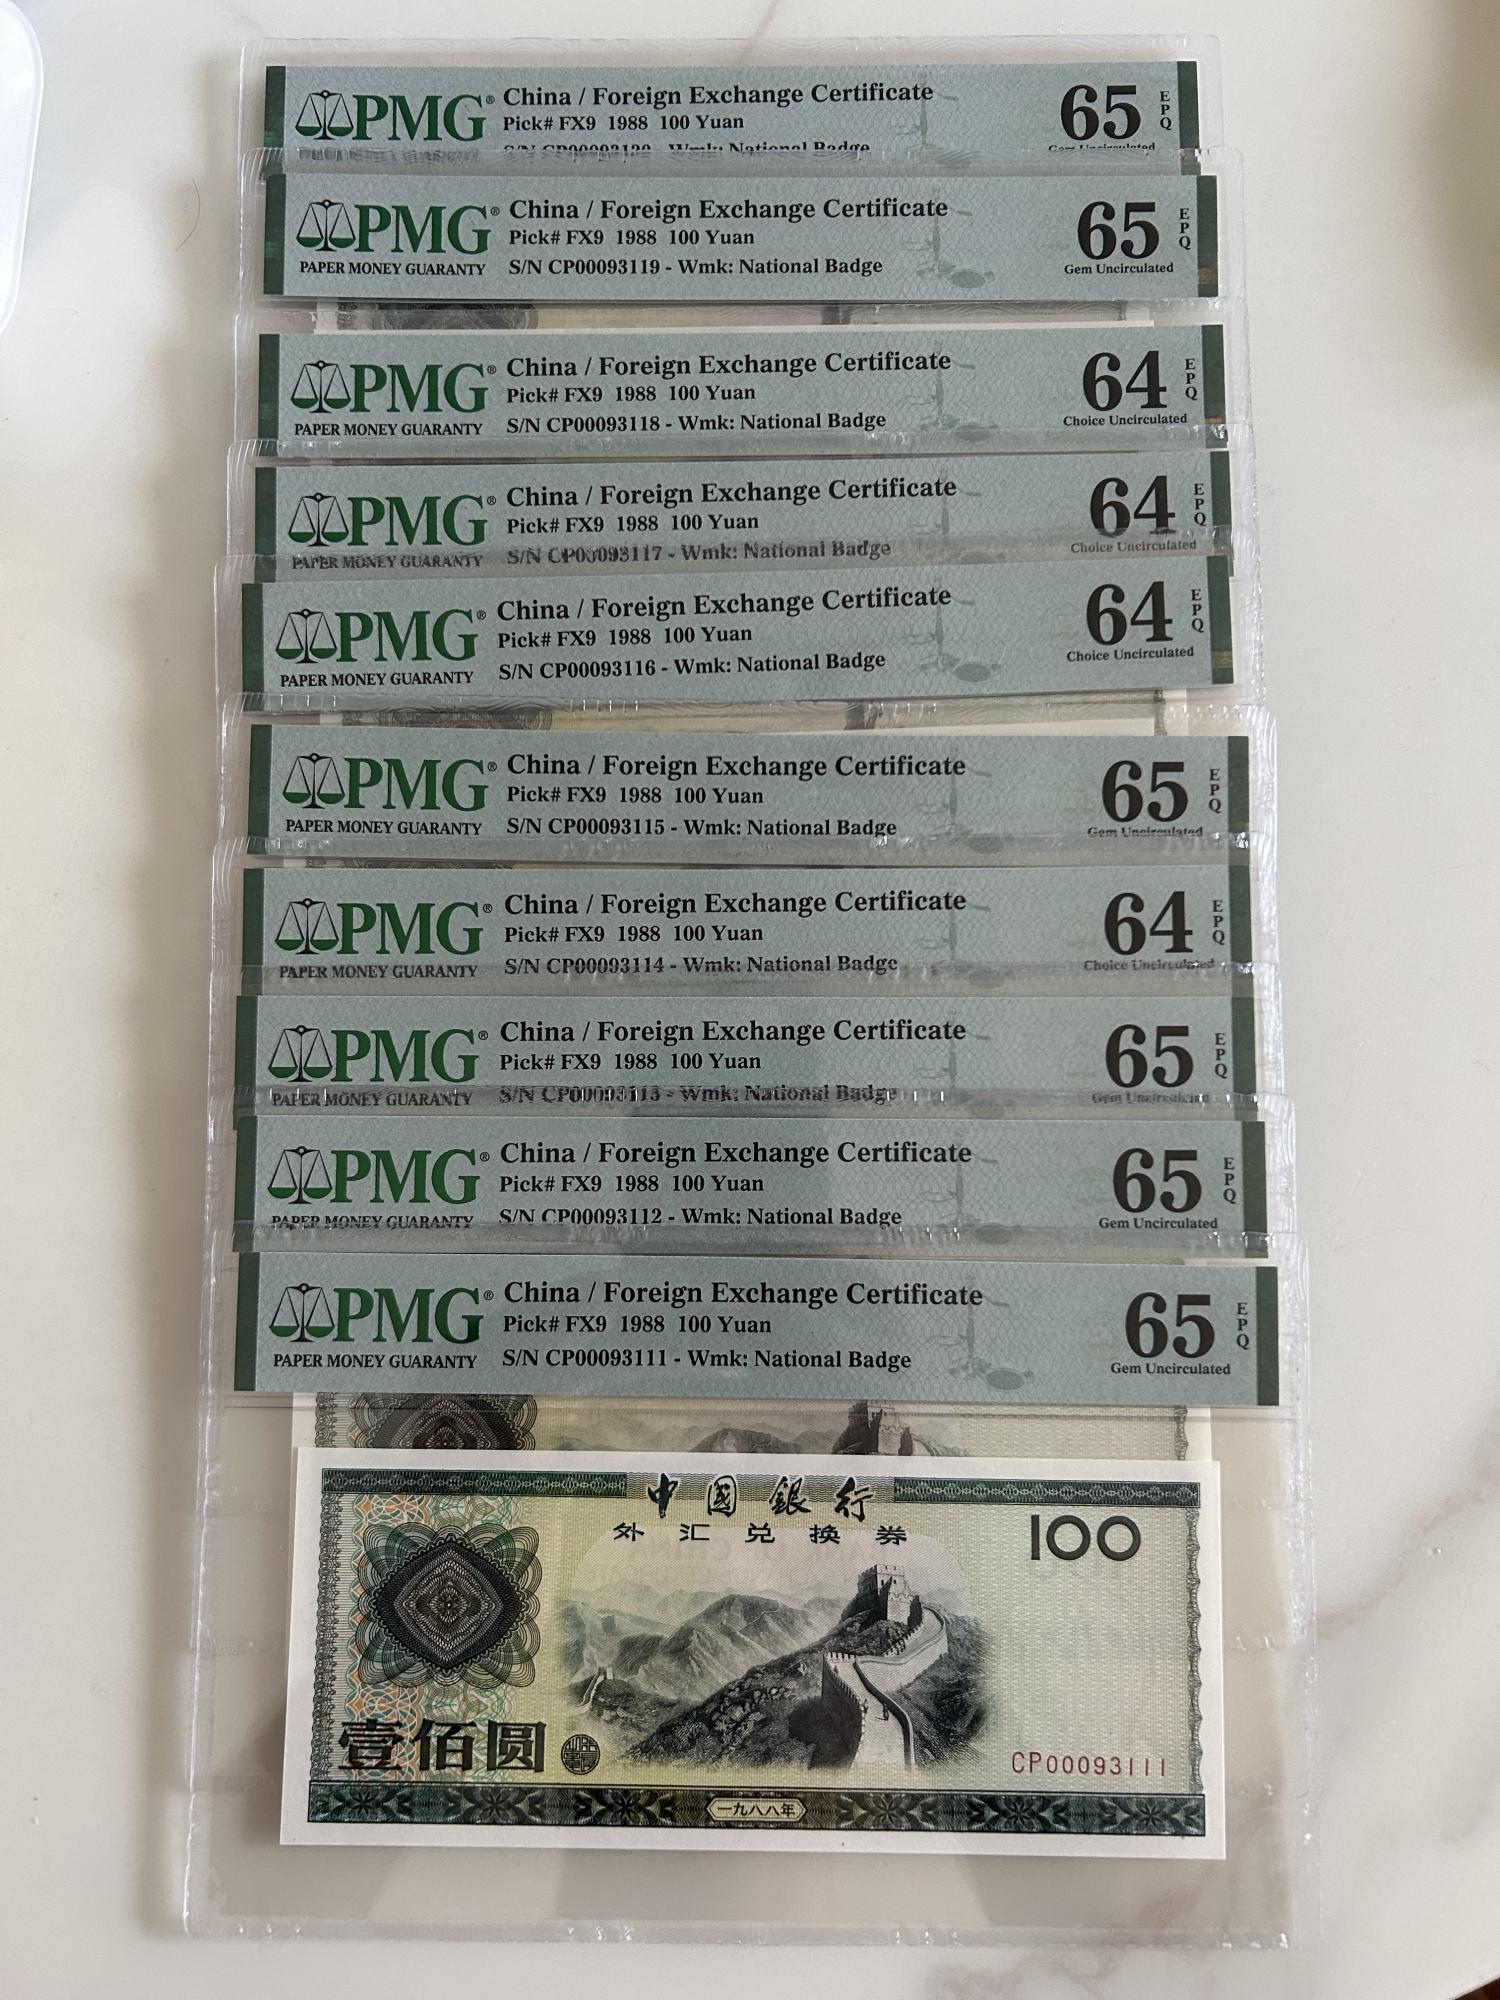 PMG® China / Foreign Exchange Certificate 65 EPQ
Pick# FX9 1988 100 Yuan
S/N CP00093120 - Wmk: National Badge Gem Uncirculated
PMG® China / Foreign Exchange Certificate 65 EPQ
Pick# FX9 1988 100 Yuan
PAPER MONEY GUARANTY S/N CP00093119 - Wmk: National Badge Gem Uncirculated
PMG® China / Foreign Exchange Certificate 64 EPQ
Pick# FX9 1988 100 Yuan
PAPER MONEY GUARANTY S/N CP00093118 - Wmk: National Badge Choice Uncirculated
PMG® China / Foreign Exchange Certificate 64 EPQ
Pick# FX9 1988 100 Yuan
PAPER MONEY GUARANTY S/N CP00093117 - Wmk: National Badge Choice Uncirculated
PMG® China / Foreign Exchange Certificate 64 EPQ
Pick# FX9 1988 100 Yuan
PAPER MONEY GUARANTY S/N CP00093116 - Wmk: National Badge Choice Uncirculated
PMG® China / Foreign Exchange Certificate 65 EPQ
Pick# FX9 1988 100 Yuan
PAPER MONEY GUARANTY S/N CP00093115 - Wmk: National Badge Gem Uncirculated
PMG® China / Foreign Exchange Certificate 64 EPQ
Pick# FX9 1988 100 Yuan
PAPER MONEY GUARANTY S/N CP00093114 - Wmk: National Badge Choice Uncirculated
PMG® China / Foreign Exchange Certificate 65 EPQ
Pick# FX9 1988 100 Yuan
PAPER MONEY GUARANTY S/N CP00093113 - Wmk: National Badge Gem Uncirculated
PMG® China / Foreign Exchange Certificate 65 EPQ
Pick# FX9 1988 100 Yuan
PAPER MONEY GUARANTY S/N CP00093112 - Wmk: National Badge Gem Uncirculated
PMG® China / Foreign Exchange Certificate 65 EPQ
Pick# FX9 1988 100 Yuan
PAPER MONEY GUARANTY S/N CP00093111 - Wmk: National Badge Gem Uncirculated
中國銀行
外汇兑换券 100
壹佰圆
CP00093111
一九八八年